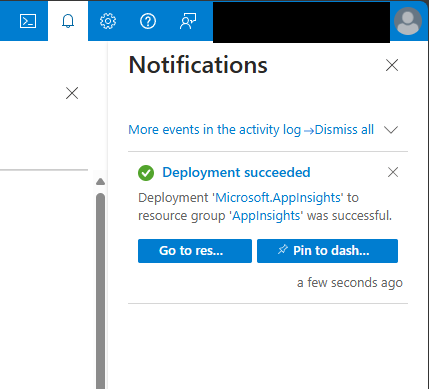 Notifications
More events in the activity log →Dismiss all
Deployment succeeded
Deployment 'Microsoft.AppInsights' to
resource group 'AppInsights' was successful.
Go to res...
Pin to dash...
a few seconds ago